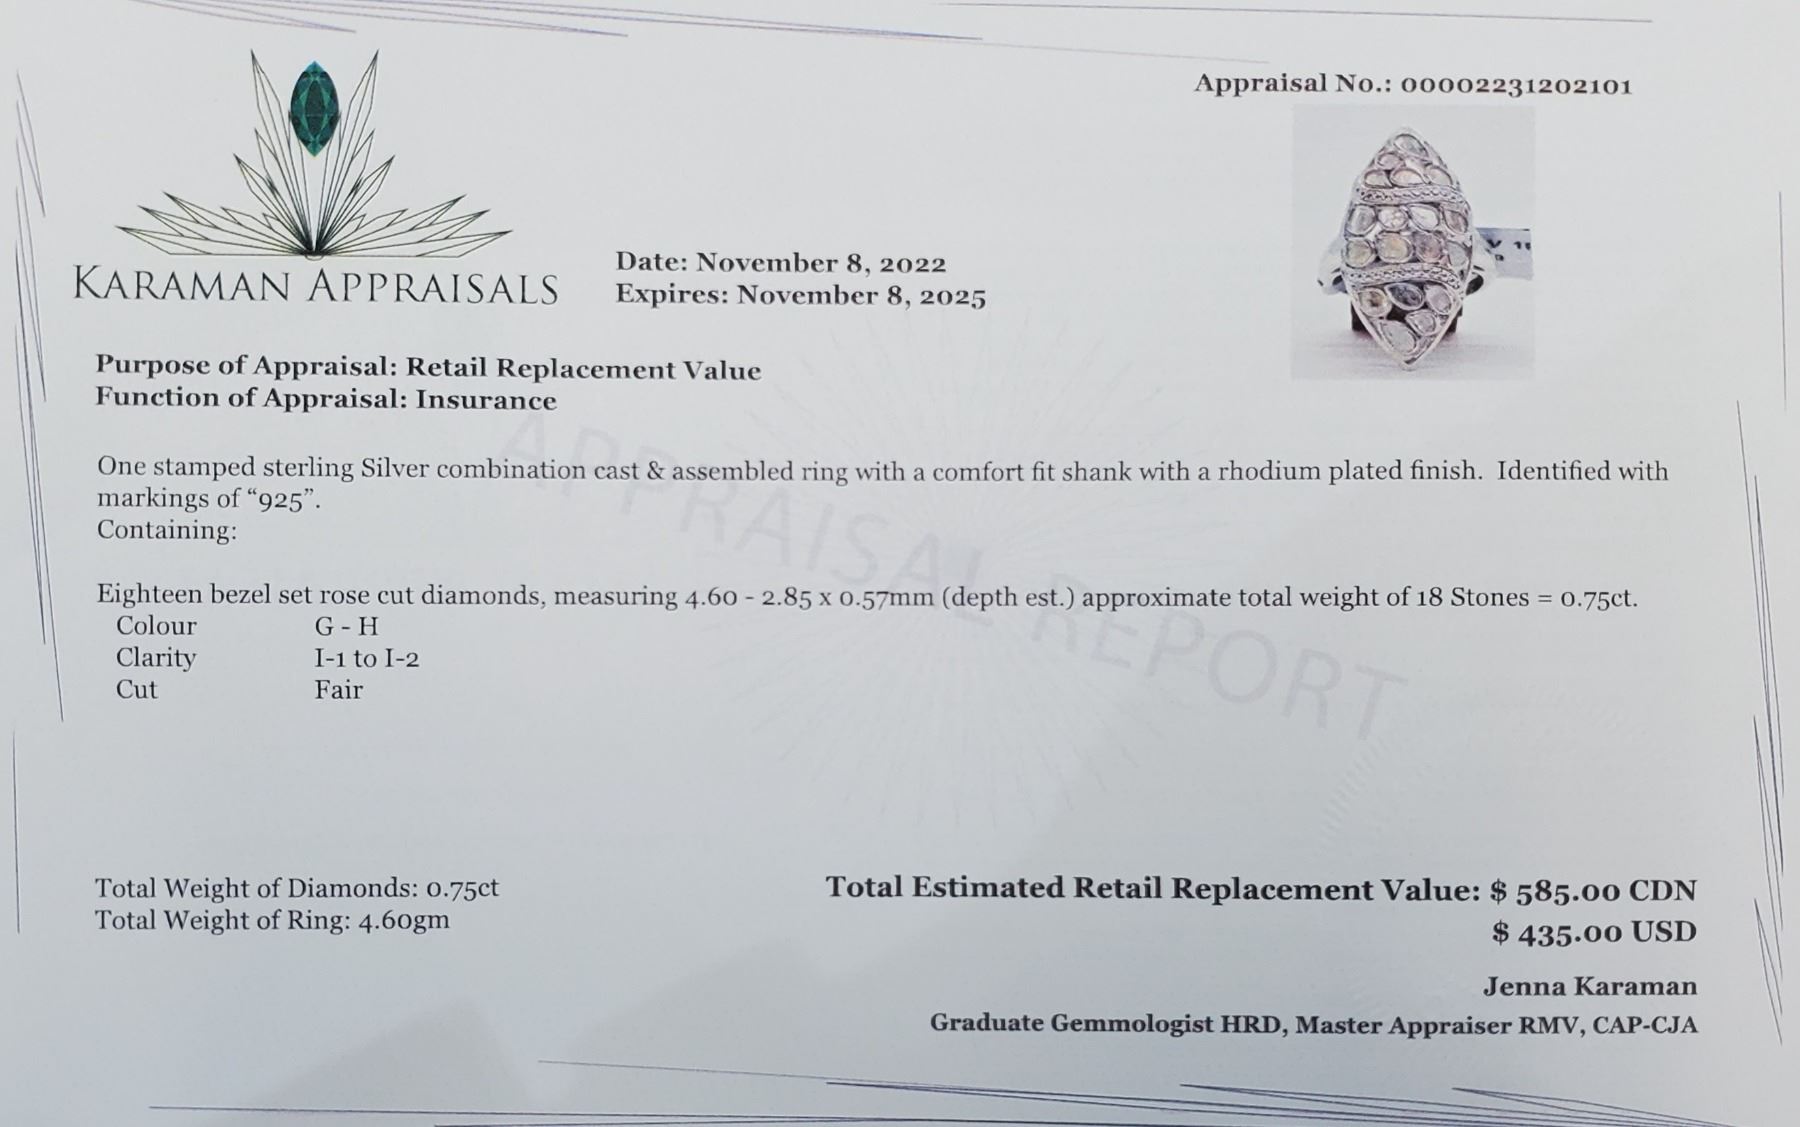 Appraisal No.: 00002231202101
KARAMAN APPRAISALS
Date: November 8, 2022
Expires: November 8, 2025
Purpose of Appraisal: Retail Replacement Value
Function of Appraisal: Insurance
One stamped sterling Silver combination cast & assembled ring with a comfort fit shank with a rhodium plated finish. Identified with
markings of “925”.
Containing:
Eighteen bezel set rose cut diamonds, measuring 4.60 - 2.85 x 0.57mm (depth est.) approximate total weight of 18 Stones = 0.75ct.
Colour G - H
Clarity I-1 to I-2
Cut Fair
APPRAISAL REPORT
Total Weight of Diamonds: 0.75ct
Total Weight of Ring: 4.60gm
Total Estimated Retail Replacement Value: $ 585.00 CDN
$ 435.00 USD
Jenna Karaman
Graduate Gemmologist HRD, Master Appraiser RMV, CAP-CJA